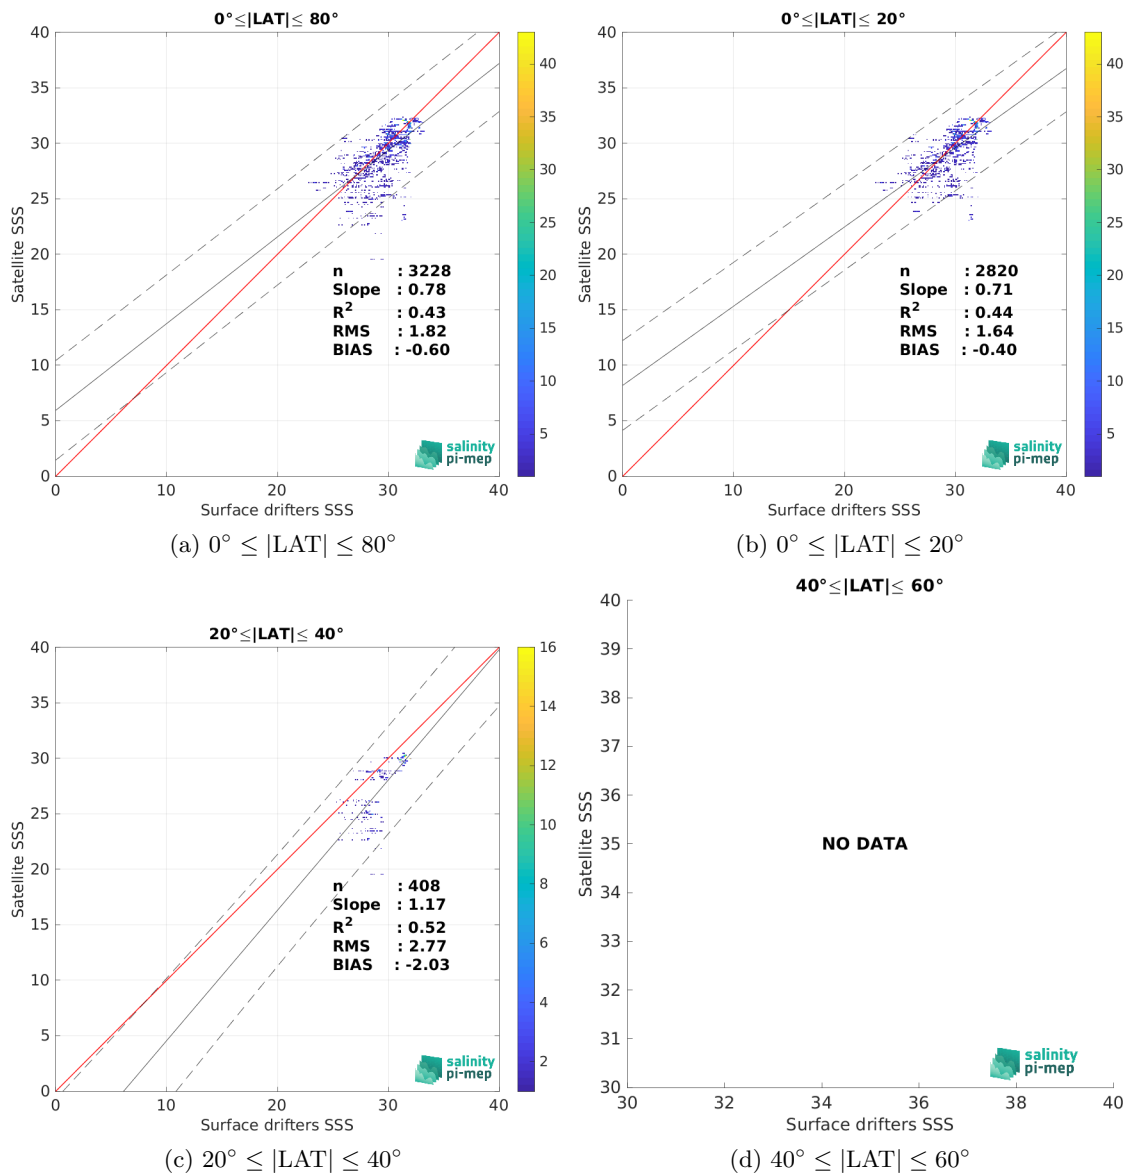 0°≤|LAT|≤ 80°
40
35
30
25
20
15
10
5
0
0
10
20
30
40
Satellite SSS
Surface drifters SSS
n : 3228
Slope : 0.78
R² : 0.43
RMS : 1.82
BIAS : -0.60
salinity
pi-mep
40
35
30
25
20
15
10
5
(a) 0° ≤ |LAT| ≤ 80°
0°≤|LAT|≤ 20°
40
35
30
25
20
15
10
5
0
0
10
20
30
40
Satellite SSS
Surface drifters SSS
n : 2820
Slope : 0.71
R² : 0.44
RMS : 1.64
BIAS : -0.40
salinity
pi-mep
40
35
30
25
20
15
10
5
(b) 0° ≤ |LAT| ≤ 20°
20°≤|LAT|≤ 40°
40
35
30
25
20
15
10
5
0
0
10
20
30
40
Satellite SSS
Surface drifters SSS
n : 408
Slope : 1.17
R² : 0.52
RMS : 2.77
BIAS : -2.03
salinity
pi-mep
16
14
12
10
8
6
4
2
(c) 20° ≤ |LAT| ≤ 40°
40°≤|LAT|≤ 60°
40
39
38
37
36
35
34
33
32
31
30
30
32
34
36
38
40
Satellite SSS
Surface drifters SSS
NO DATA
salinity
pi-mep
(d) 40° ≤ |LAT| ≤ 60°